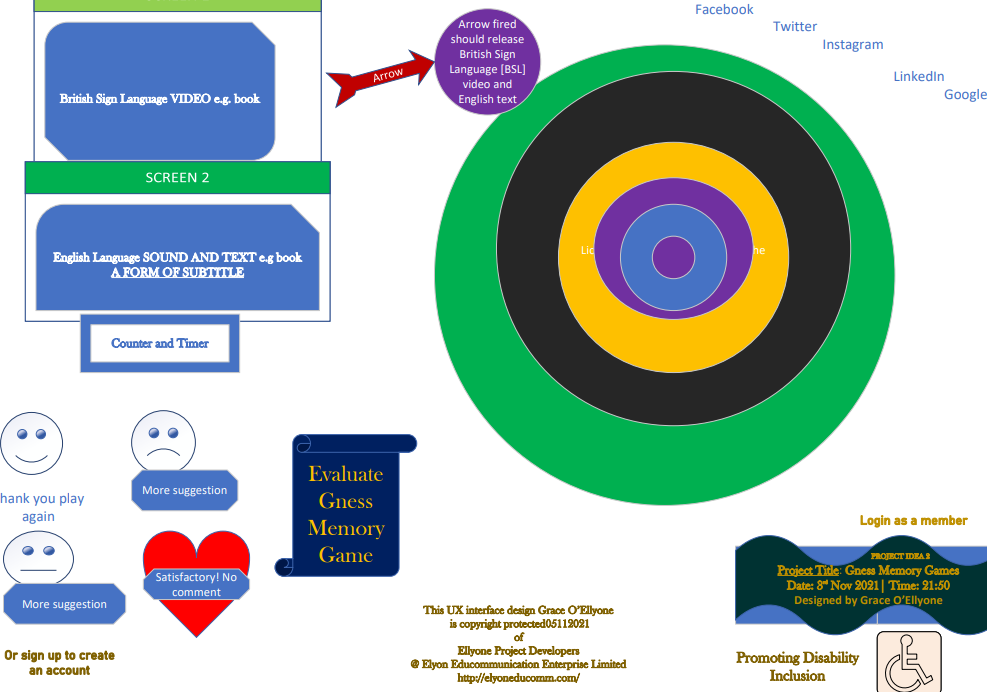 Facebook
Twitter
Instagram
LinkedIn
Google
Arrow fired
should release
British Sign
Language [BSL]
video and
English text
Arrow
British Sign Language VIDEO e.g. book
SCREEN 2
English Language SOUND AND TEXT e.g book
A FORM OF SUBTITLE
Counter and Timer
More suggestion
hank you play
again
More suggestion
Satisfactory! No
comment
Evaluate
Gness
Memory
Game
Or sign up to create
an account
This UX interface design Grace O'Ellyone
is copyright protected05112021
of
Ellyone Project Developers
@ Elyon Educommunication Enterprise Limited
http://elyoneducomm.com/
Login as a member
PROJECT IDEA 2
Project Title: Gness Memory Games
Date: 3rd Nov 2021| Time: 21:50
Designed by Grace O'Ellyone
Promoting Disability
Inclusion